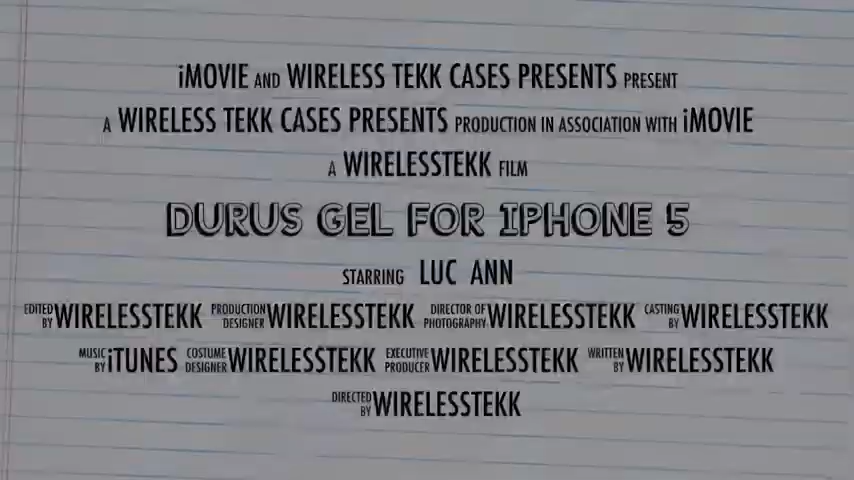 iMOVIE AND WIRELESS TEKK CASES PRESENTS PRESENT
A WIRELESS TEKK CASES PRESENTS PRODUCTION IN ASSOCIATION WITH iMOVIE
A WIRELESSTEKK FILM
DURUS GEL FOR IPHONE 5
STARRING LUC ANN
EDITED BY WIRELESSTEKK PRODUCTION DESIGNER WIRELESSTEKK DIRECTOR OF PHOTOGRAPHY WIRELESSTEKK CASTING BY WIRELESSTEKK
MUSIC BY iTUNES COSTUME DESIGNER WIRELESSTEKK EXECUTIVE PRODUCER WIRELESSTEKK WRITTEN BY WIRELESSTEKK
DIRECTED BY WIRELESSTEKK